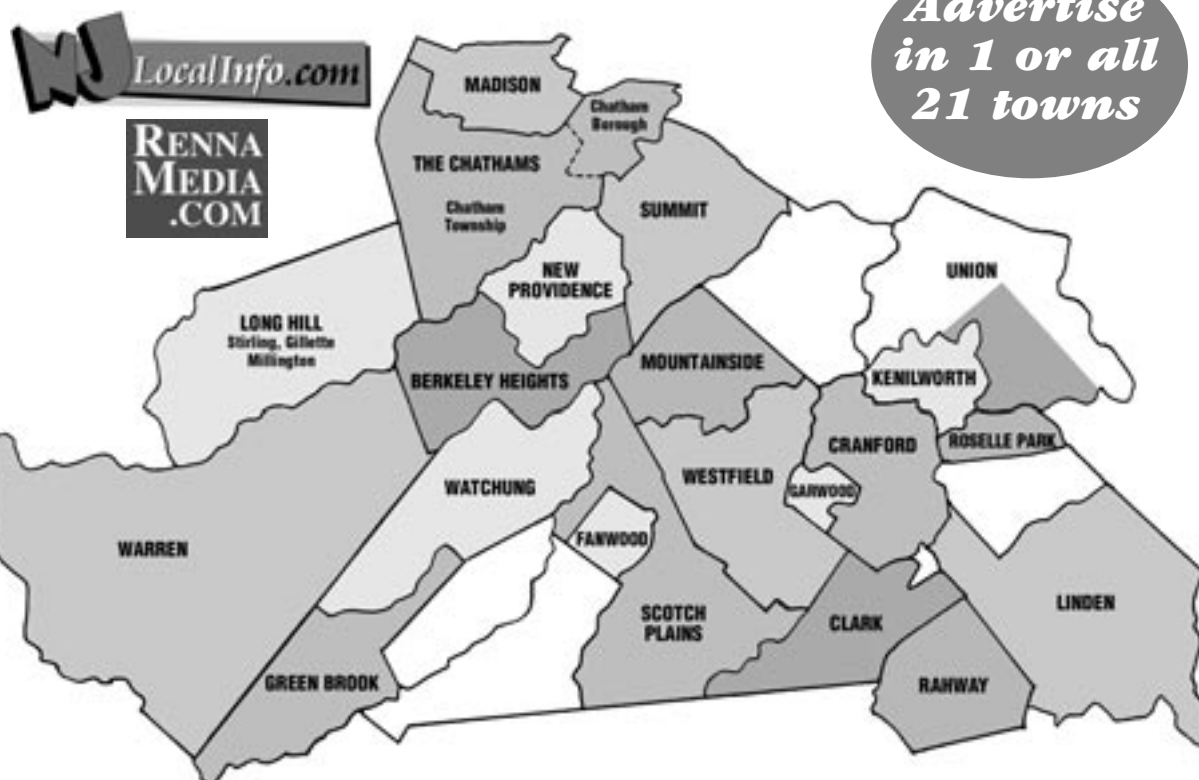 NJ LocalInfo.com
RENNA
MEDIA
.COM
Advertise
in 1 or all
21 towns
MADISON
Chatham
Borough
THE CHATHAMS
Chatham
Township
SUMMIT
NEW
PROVIDENCE
UNION
LONG HILL
Stirling, Gillette
Millington
BERKELEY HEIGHTS
MOUNTAINSIDE
KENILWORTH
CRANFORD
ROSELLE PARK
WATCHUNG
WESTFIELD
GARWOOD
WARREN
FANWOOD
SCOTCH
PLAINS
CLARK
LINDEN
GREEN BROOK
RAHWAY